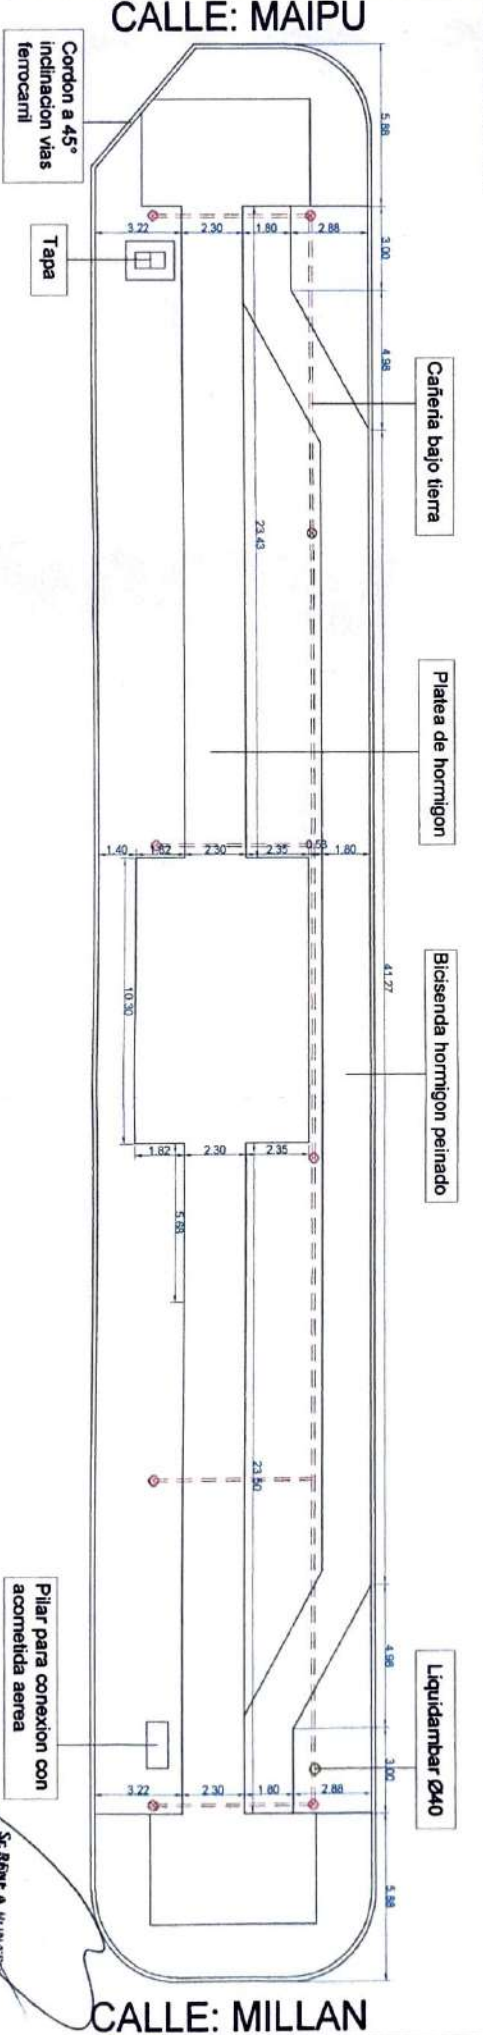 CALLE: MAIPU
Cordon a 45°
inclinacion vias
ferrocarril
Tapa
Cañeria bajo tierra
Platea de hormigon
Bicisenda hormigon peinado
Liquidambar Ø40
Pilar para conexion con
acometida aerea
5.88
3.00
4.98
41.27
4.96
3.00
5.88
3.22
2.30
1.80
2.88
23.43
1.40
1.82
2.30
2.35
0.53
1.80
10.30
1.82
2.30
2.35
5.68
23.50
3.22
2.30
1.80
2.88
CALLE: MILLAN